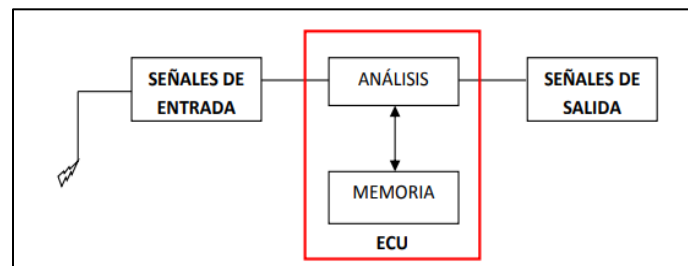 SEÑALES DE
ENTRADA
ANÁLISIS
SEÑALES DE
SALIDA
MEMORIA
ECU